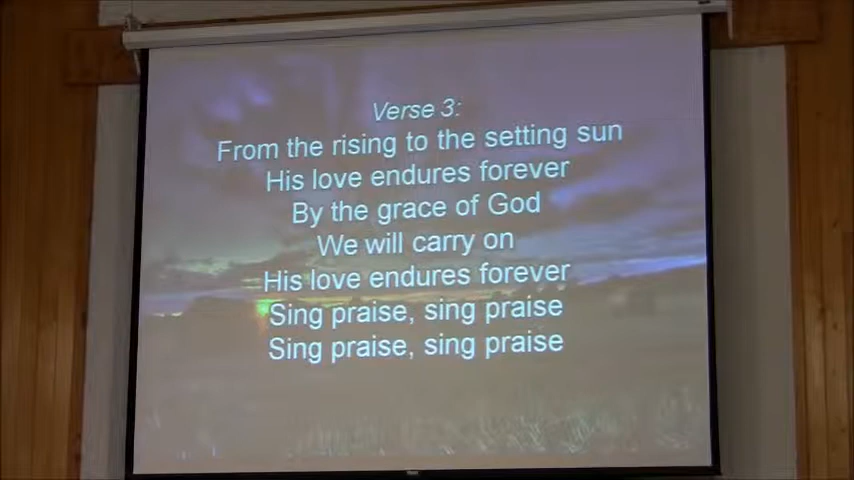 Verse 3:
From the rising to the setting sun
His love endures forever
By the grace of God
We will carry on
His love endures forever
Sing praise, sing praise
Sing praise, sing praise